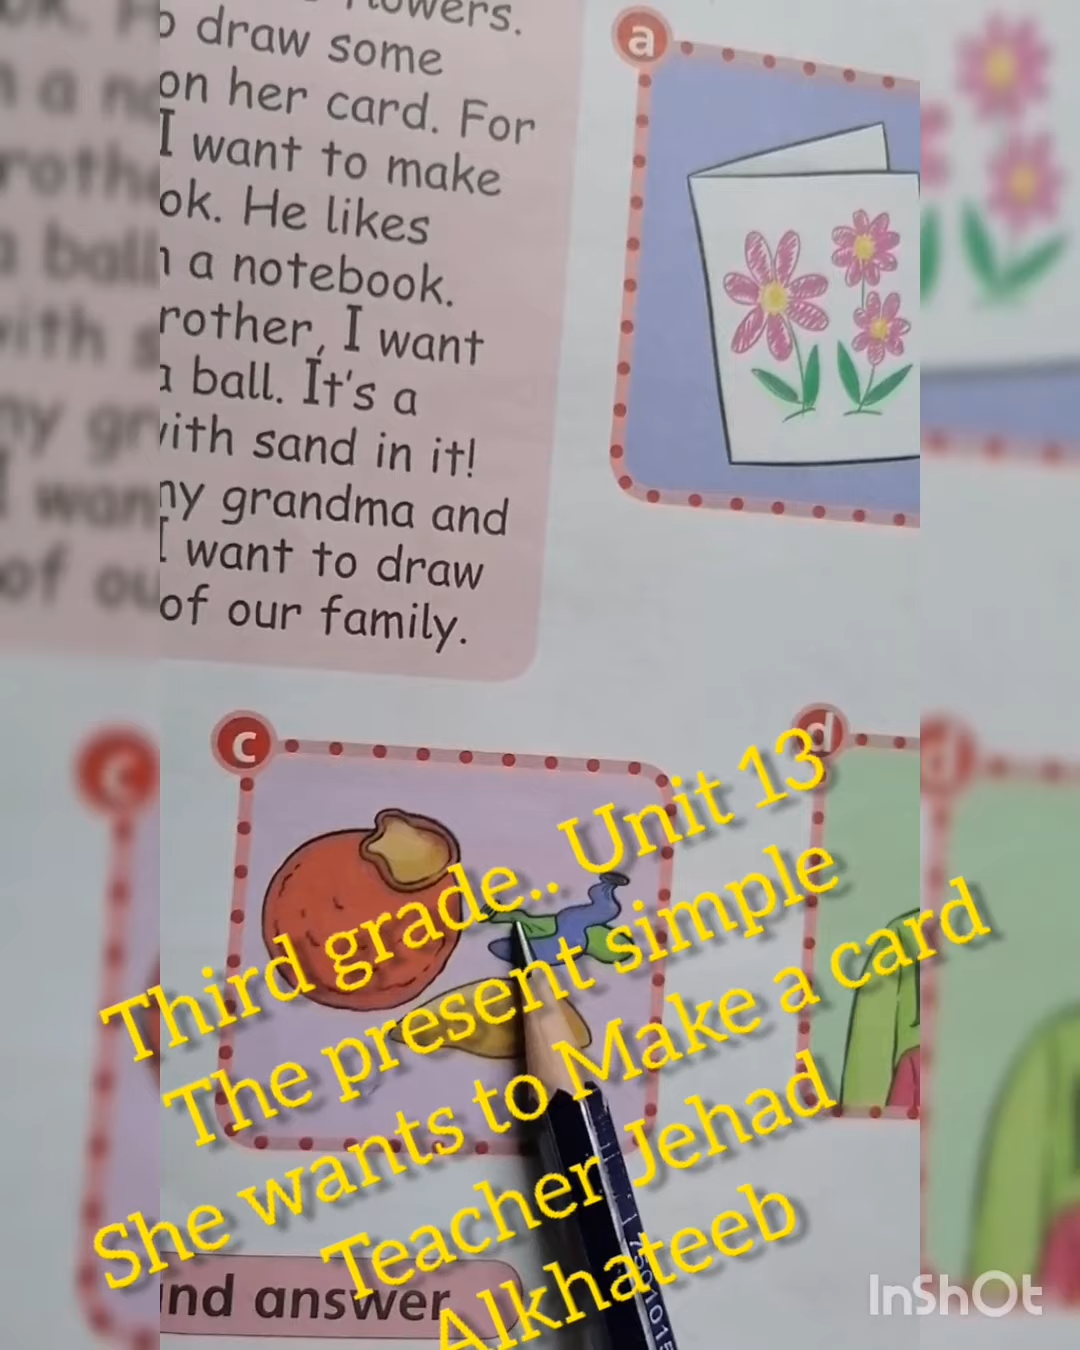 flowers.
draw some
on her card. For
I want to make
ok. He likes
a notebook.
rother, I want
a ball. It's a
ith sand in it!
my grandma and
I want to draw
of our family.
a
c
d
Third grade.. Unit 13
The present simple
She wants to Make a card
Teacher Jehad
Alkhateeb
nd answer
InShOt